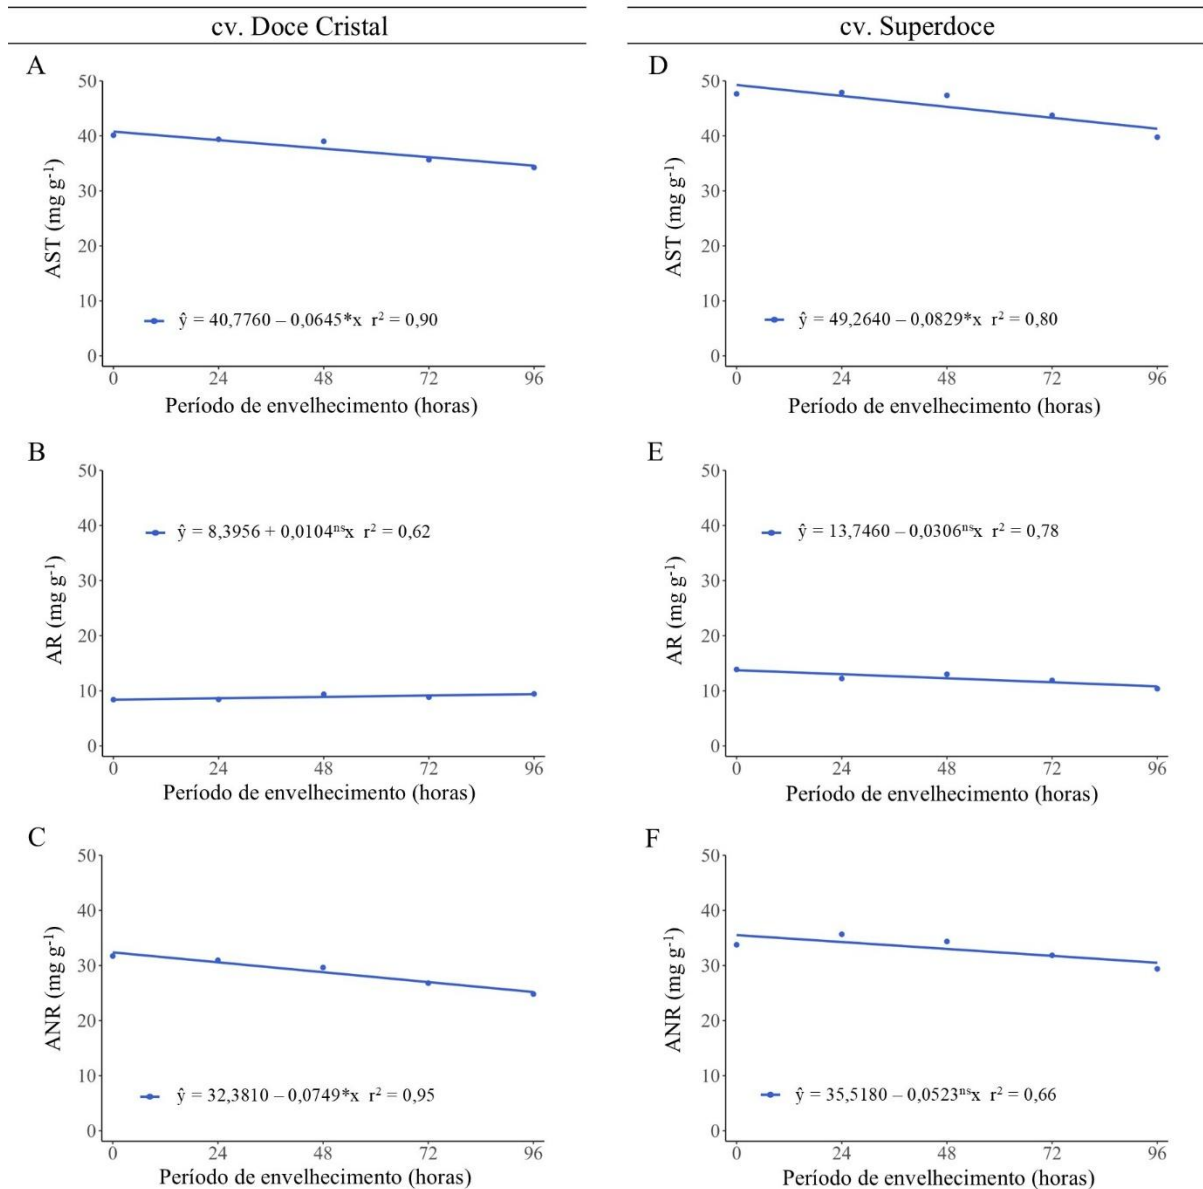 cv. Doce Cristal
cv. Superdoce
A
50
40
30
20
10
0
AST (mg g⁻¹)
ŷ = 40,7760 – 0,0645*x r² = 0,90
0 24 48 72 96
Período de envelhecimento (horas)
D
50
40
30
20
10
0
AST (mg g⁻¹)
ŷ = 49,2640 – 0,0829*x r² = 0,80
0 24 48 72 96
Período de envelhecimento (horas)
B
50
40
30
20
10
0
AR (mg g⁻¹)
ŷ = 8,3956 + 0,0104ⁿˢx r² = 0,62
0 24 48 72 96
Período de envelhecimento (horas)
E
50
40
30
20
10
0
AR (mg g⁻¹)
ŷ = 13,7460 – 0,0306ⁿˢx r² = 0,78
0 24 48 72 96
Período de envelhecimento (horas)
C
50
40
30
20
10
0
ANR (mg g⁻¹)
ŷ = 32,3810 – 0,0749*x r² = 0,95
0 24 48 72 96
Período de envelhecimento (horas)
F
50
40
30
20
10
0
ANR (mg g⁻¹)
ŷ = 35,5180 – 0,0523ⁿˢx r² = 0,66
0 24 48 72 96
Período de envelhecimento (horas)